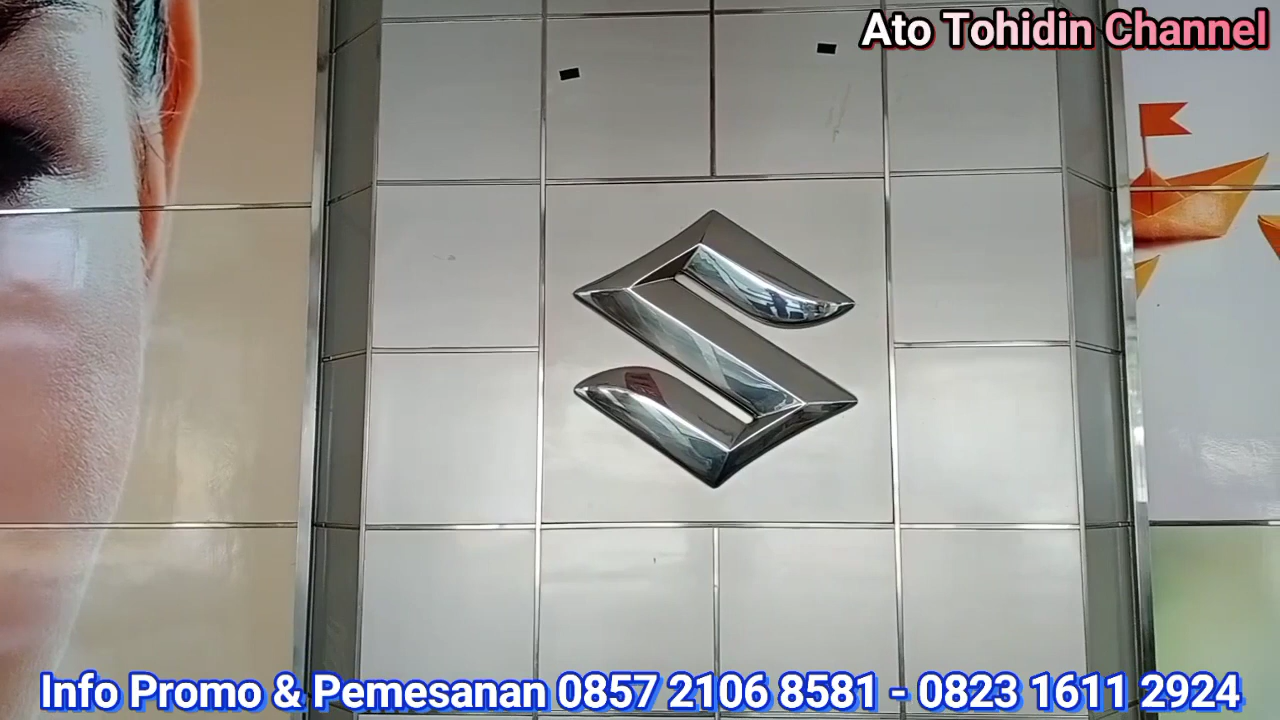 Ato Tohidin Channel
Info Promo & Pemesanan 0857 2106 8581 - 0823 1611 2924